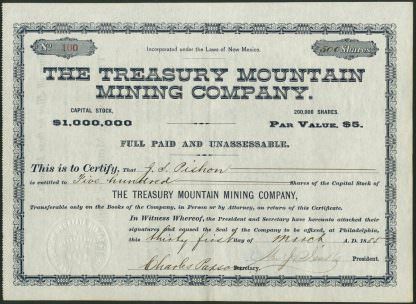 No 100
500 Shares
Incorporated under the Laws of New Mexico.
THE TREASURY MOUNTAIN
MINING COMPANY.
CAPITAL STOCK, 200,000 SHARES.
$1,000,000 PAR VALUE, $5.
FULL PAID AND UNASSESSABLE.
This is to Certify, That J. S. Pishon
is entitled to Five hundred Shares of the Capital Stock of
THE TREASURY MOUNTAIN MINING COMPANY,
Transferable only on the Books of the Company, in Person or by Attorney, on return of this Certificate.
In Witness Whereof, the President and Secretary have hereunto attached their
signatures and caused the Seal of the Company to be affixed, at Philadelphia,
this thirty first day of March A. D. 188
President.
Charles Secretary.